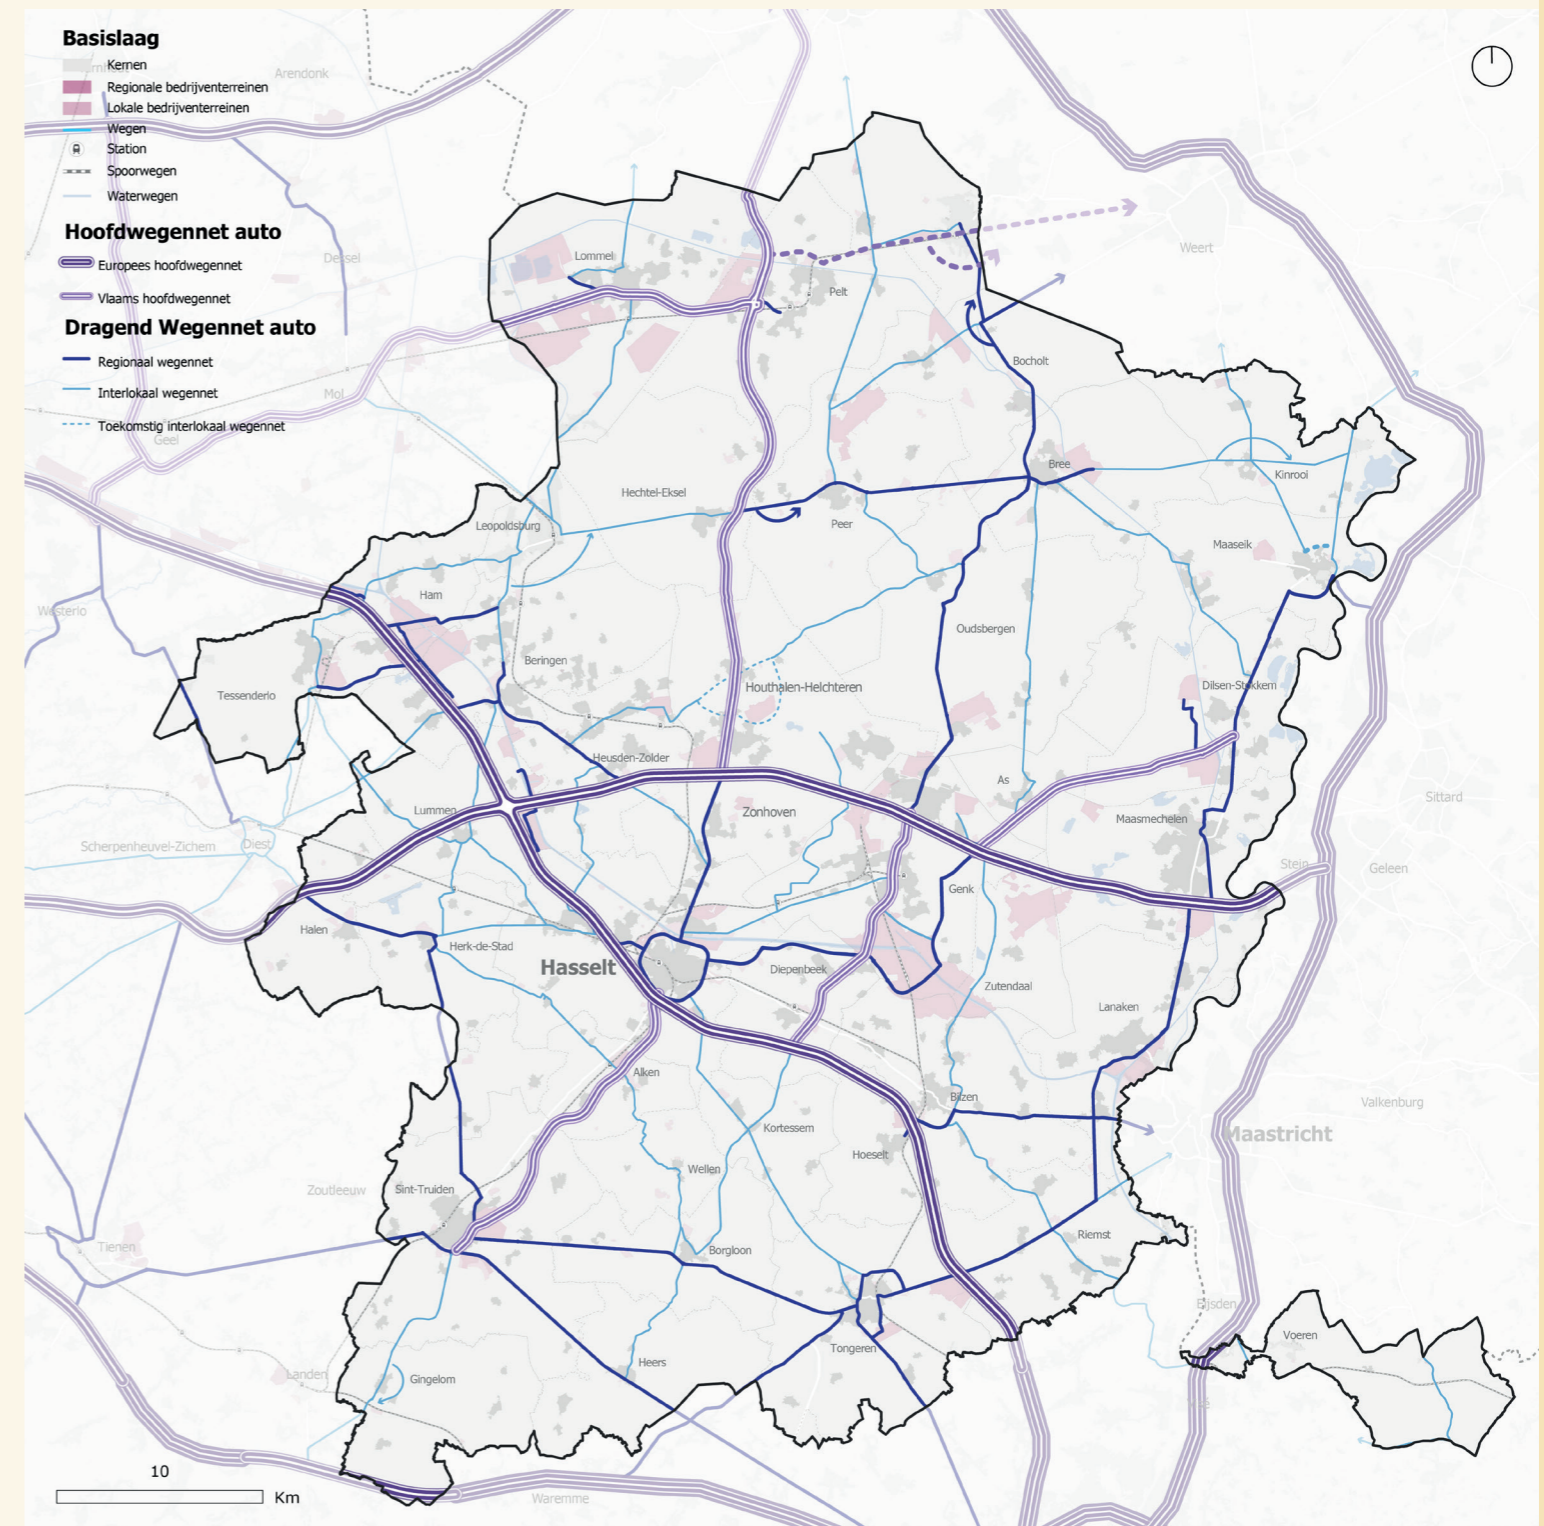 Basislaag
Kernen
Regionale bedrijventerreinen
Lokale bedrijventerreinen
Wegen
Station
Spoorwegen
Waterwegen
Hoofdwegennet auto
Europees hoofdwegennet
Vlaams hoofdwegennet
Dragend Wegennet auto
Regionaal wegennet
Interlokaal wegennet
Toekomstig interlokaal wegennet
Arendonk
Dessel
Mol
Geel
Lommel
Pelt
Weert
Bocholt
Bree
Kinrooi
Hechtel-Eksel
Peer
Leopoldsburg
Maaseik
Ham
Westerlo
Oudsbergen
Beringen
Tessenderlo
Houthalen-Helchteren
Dilsen-Stokkem
Heusden-Zolder
As
Sittard
Lummen
Zonhoven
Maasmechelen
Scherpenheuvel-Zichem
Diest
Stein
Geleen
Genk
Halen
Herk-de-Stad
Hasselt
Diepenbeek
Zutendaal
Lanaken
Alken
Bilzen
Valkenburg
Kortessem
Maastricht
Hoeselt
Wellen
Zoutleeuw
Sint-Truiden
Riemst
Tienen
Borgloon
Eijsden
Voeren
Tongeren
Heers
Landen
Gingelom
Waremme
10
Km